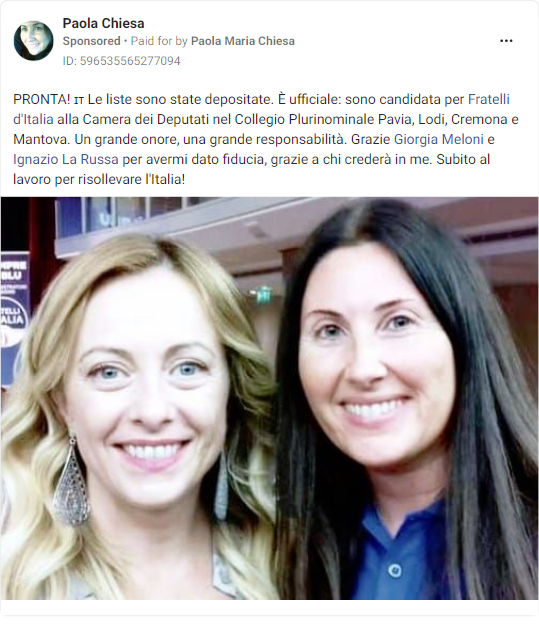 Paola Chiesa
Sponsored • Paid for by Paola Maria Chiesa
ID: 596535565277094
PRONTA! IT Le liste sono state depositate. È ufficiale: sono candidata per Fratelli
d'Italia alla Camera dei Deputati nel Collegio Plurinominale Pavia, Lodi, Cremona e
Mantova. Un grande onore, una grande responsabilità. Grazie Giorgia Meloni e
Ignazio La Russa per avermi dato fiducia, grazie a chi crederà in me. Subito al
lavoro per risollevare l'Italia!
BLU